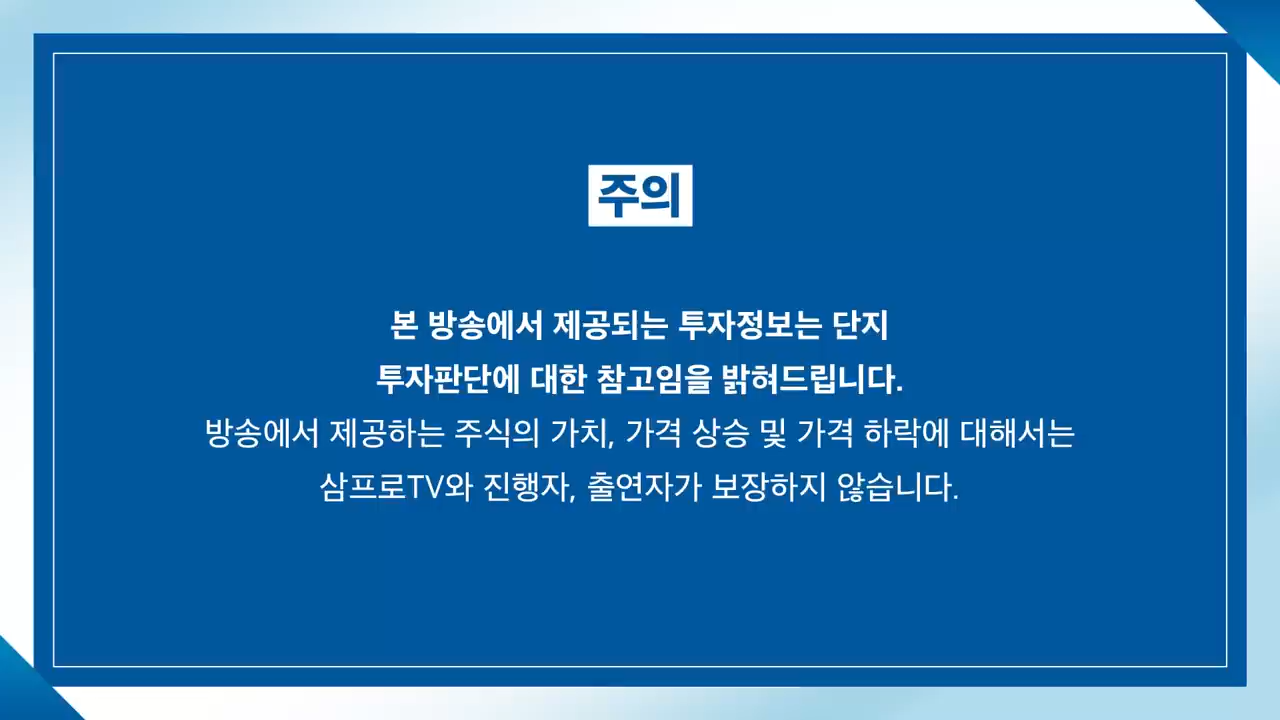 주의
본 방송에서 제공되는 투자정보는 단지
투자판단에 대한 참고임을 밝혀드립니다.
방송에서 제공하는 주식의 가치, 가격 상승 및 가격 하락에 대해서는
삼프로TV와 진행자, 출연자가 보장하지 않습니다.